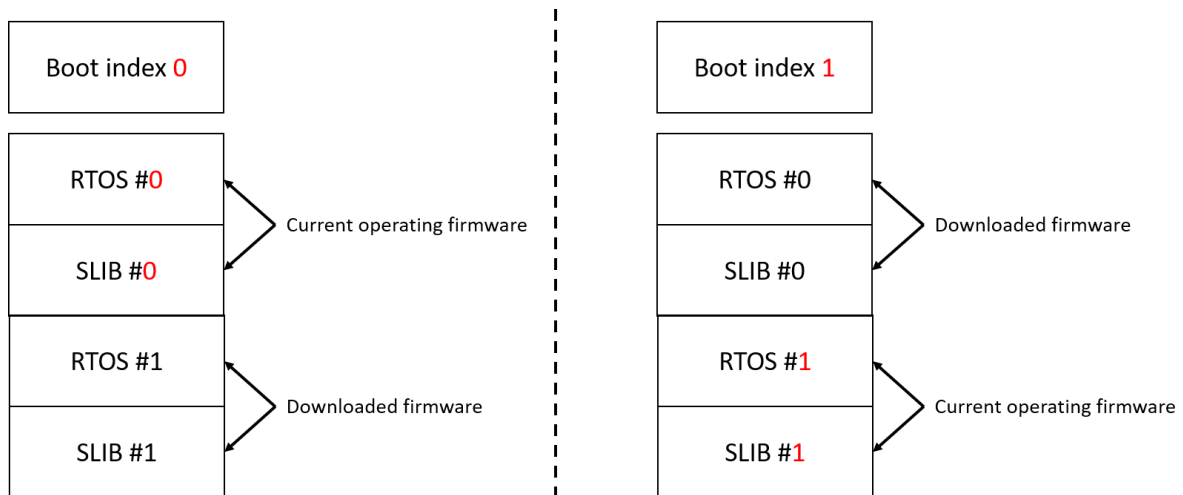 Boot index 0
RTOS #0
SLIB #0
Current operating firmware
RTOS #1
SLIB #1
Downloaded firmware
Boot index 1
RTOS #0
SLIB #0
Downloaded firmware
RTOS #1
SLIB #1
Current operating firmware